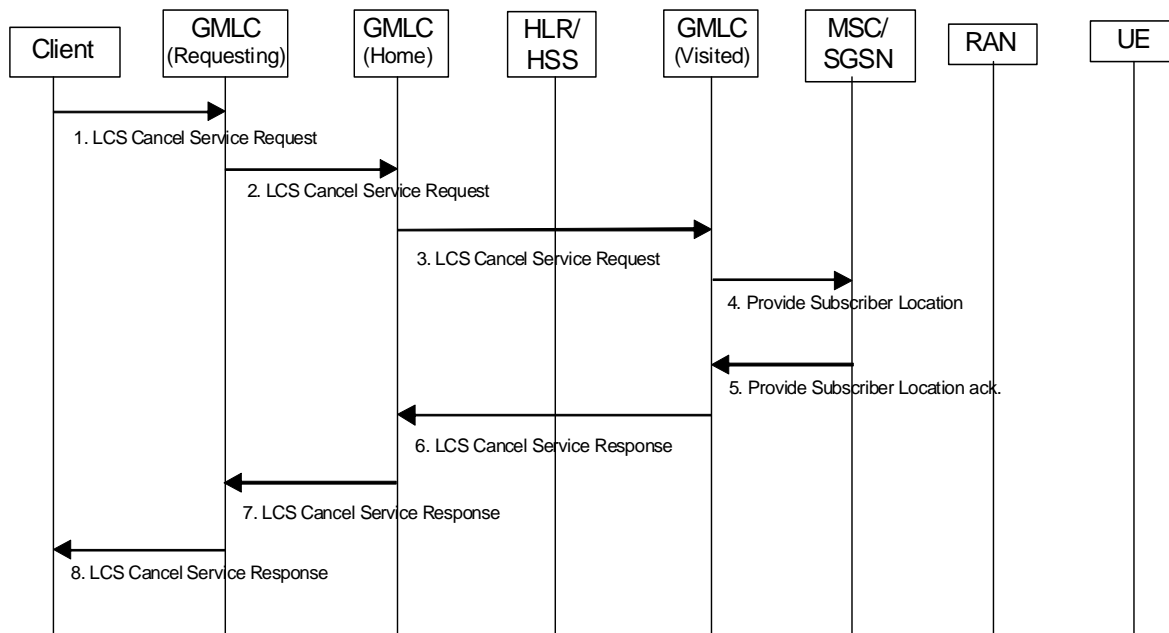 Client
GMLC
(Requesting)
GMLC
(Home)
HLR/
HSS
GMLC
(Visited)
MSC/
SGSN
RAN
UE
1. LCS Cancel Service Request
2. LCS Cancel Service Request
3. LCS Cancel Service Request
4. Provide Subscriber Location
5. Provide Subscriber Location ack.
6. LCS Cancel Service Response
7. LCS Cancel Service Response
8. LCS Cancel Service Response